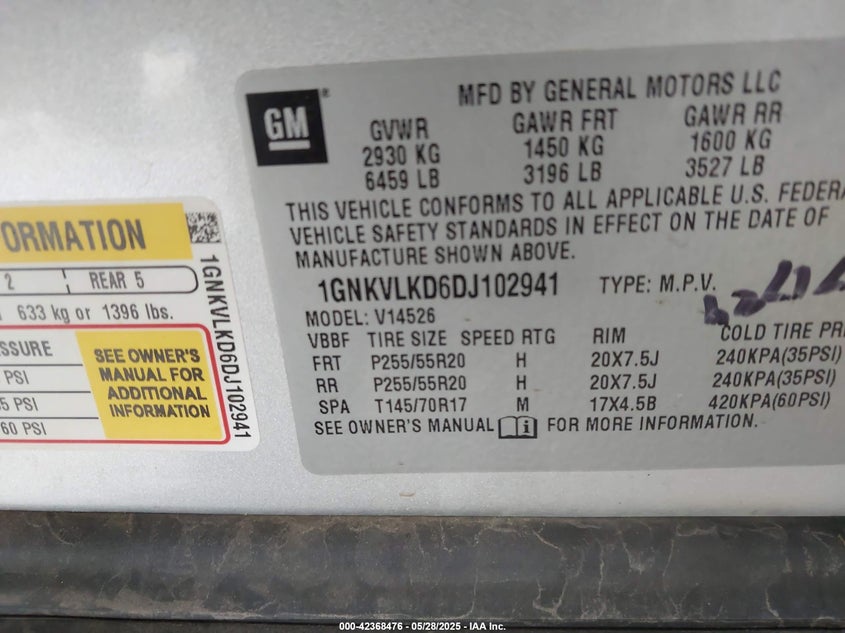 GM
®
MFD BY GENERAL MOTORS LLC
GVWR GAWR FRT GAWR RR
2930 KG 1450 KG 1600 KG
6459 LB 3196 LB 3527 LB
THIS VEHICLE CONFORMS TO ALL APPLICABLE U.S. FEDERA
VEHICLE SAFETY STANDARDS IN EFFECT ON THE DATE OF
MANUFACTURE SHOWN ABOVE.
1GNKVLKD6DJ102941 TYPE: M.P.V.
MODEL: V14526
VBBF TIRE SIZE SPEED RTG RIM COLD TIRE PR
FRT P255/55R20 H 20X7.5J 240KPA(35PSI)
RR P255/55R20 H 20X7.5J 240KPA(35PSI)
SPA T145/70R17 M 17X4.5B 420KPA(60PSI)
SEE OWNER'S MANUAL i FOR MORE INFORMATION.
ORMATION
2 REAR 5
633 kg or 1396 lbs.
SSURE
PSI
5 PSI
60 PSI
SEE OWNER'S
MANUAL FOR
ADDITIONAL
INFORMATION
1GNKVLKD6DJ102941
000-42368476 - 05/28/2025 - IAA Inc.